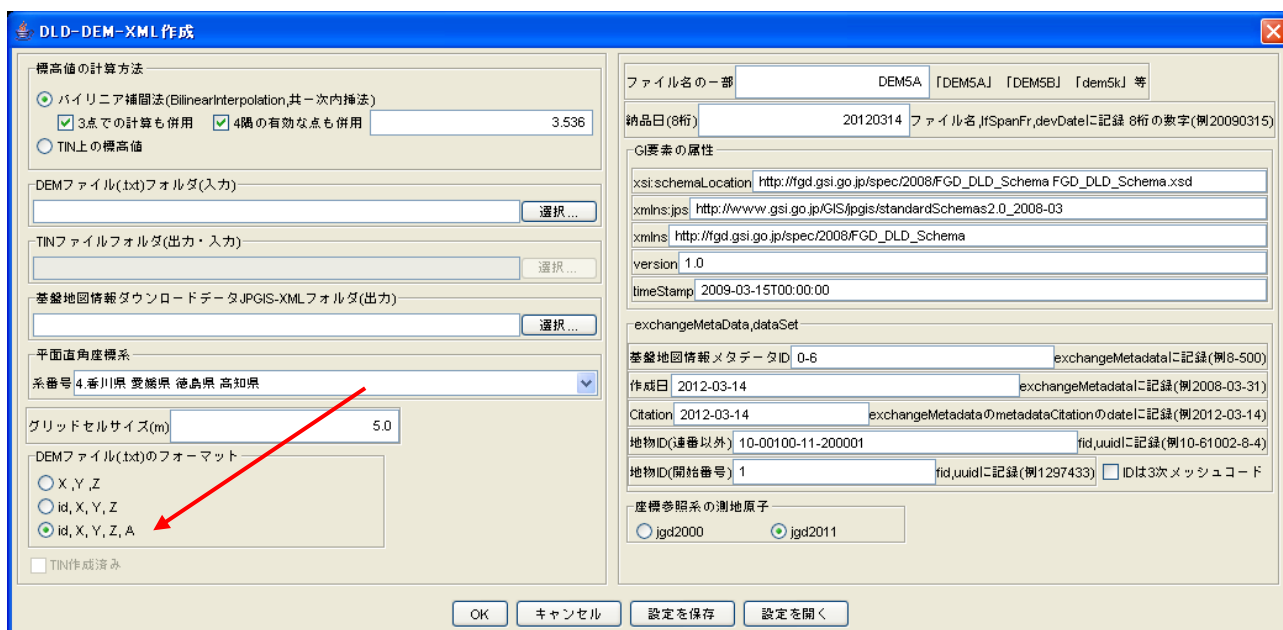 DLD-DEM-XML作成
標高値の計算方法
バイリニア補間法(BilinearInterpolation,共一次内挿法)
3点での計算も併用 4隅の有効な点も併用 3.536
TIN上の標高値
DEMファイル(.txt)フォルダ(入力)
選択...
TINファイルフォルダ(出力・入力)
選択...
基盤地図情報ダウンロードデータJPGIS-XMLフォルダ(出力)
選択...
平面直角座標系
系番号 4.香川県 愛媛県 徳島県 高知県
グリッドセルサイズ(m) 5.0
DEMファイル(.txt)のフォーマット
X ,Y ,Z
id, X, Y, Z
id, X, Y, Z, A
TIN作成済み
ファイル名の一部 DEM5A 「DEM5A」「DEM5B」「dem5k」等
納品日(8桁) 20120314 ファイル名,lfSpanFr,devDateに記録 8桁の数字(例20090315)
GI要素の属性
xsi:schemaLocation http://fgd.gsi.go.jp/spec/2008/FGD_DLD_Schema FGD_DLD_Schema.xsd
xmlns:jps http://www.gsi.go.jp/GIS/jpgis/standardSchemas2.0_2008-03
xmlns http://fgd.gsi.go.jp/spec/2008/FGD_DLD_Schema
version 1.0
timeStamp 2009-03-15T00:00:00
exchangeMetaData,dataSet
基盤地図情報メタデータID 0-6 exchangeMetadataに記録(例8-500)
作成日 2012-03-14 exchangeMetadataに記録(例2008-03-31)
Citation 2012-03-14 exchangeMetadataのmetadataCitationのdateに記録(例2012-03-14)
地物ID(連番以外) 10-00100-11-200001 fid,uuidに記録(例10-61002-8-4)
地物ID(開始番号) 1 fid,uuidに記録(例1297433) IDは3次メッシュコード
座標参照系の測地原子
jgd2000 jgd2011
OK キャンセル 設定を保存 設定を開く